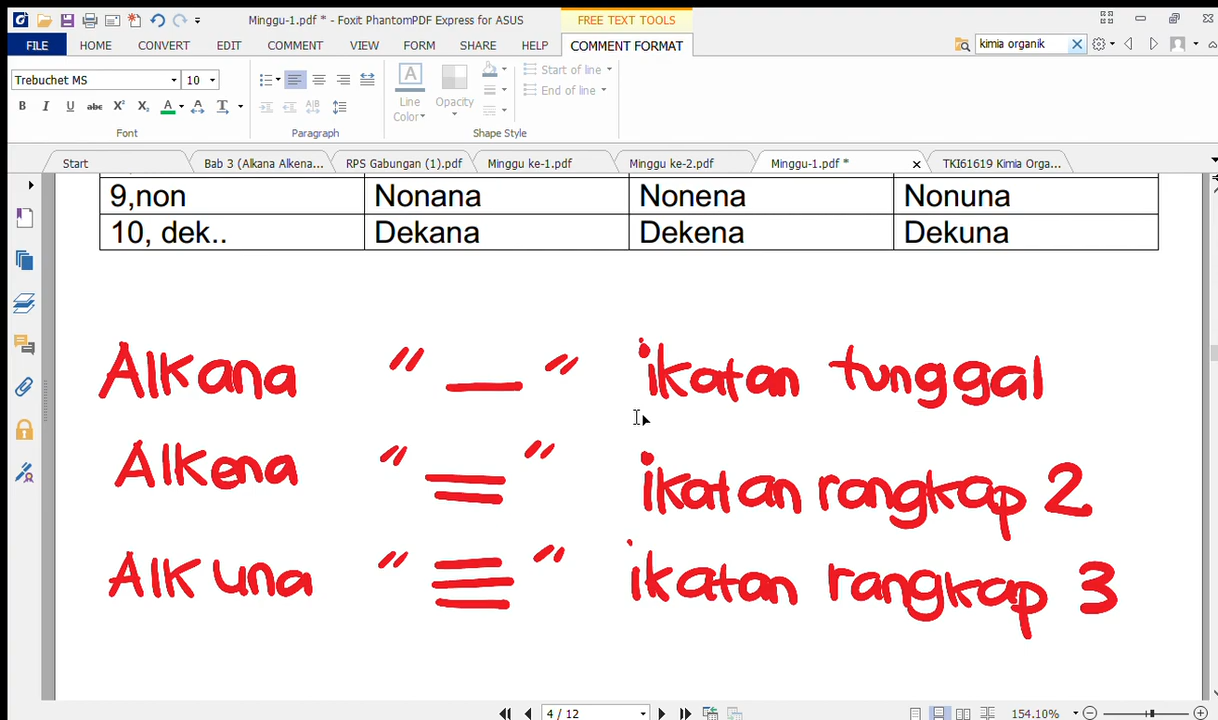 Minggu-1.pdf * - Foxit PhantomPDF Express for ASUS
FREE TEXT TOOLS
FILE HOME CONVERT EDIT COMMENT VIEW FORM SHARE HELP COMMENT FORMAT
kimia organik
Trebuchet MS 10
Line Color
Opacity
Start of line
End of line
Font Paragraph Shape Style
Start Bab 3 (Alkana Alkena... RPS Gabungan (1).pdf Minggu ke-1.pdf Minggu ke-2.pdf Minggu-1.pdf * TKI61619 Kimia Orga...
9,non Nonana Nonena Nonuna
10, dek.. Dekana Dekena Dekuna
Alkana " — " ikatan tunggal
Alkena " = " ikatan rangkap 2
Alkuna " ≡ " ikatan rangkap 3
4 / 12 154.10%